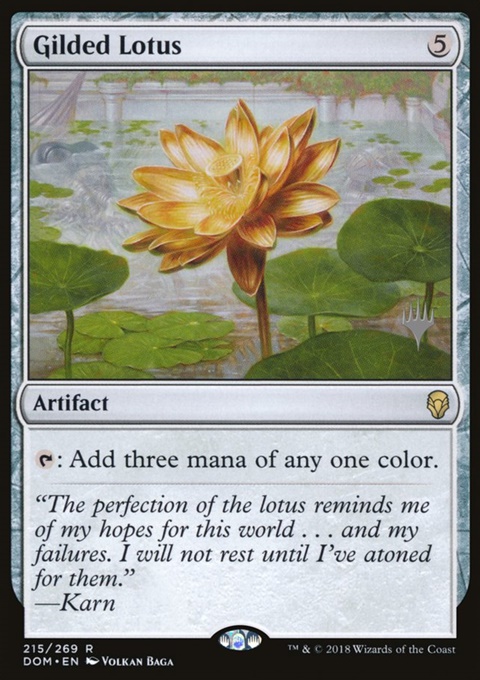 Gilded Lotus 5
Artifact
: Add three mana of any one color.
“The perfection of the lotus reminds me
of my hopes for this world . . . and my
failures. I will not rest until I’ve atoned
for them.”
—Karn
215/269 R
DOM • EN Volkan Baga
™ & © 2018 Wizards of the Coast